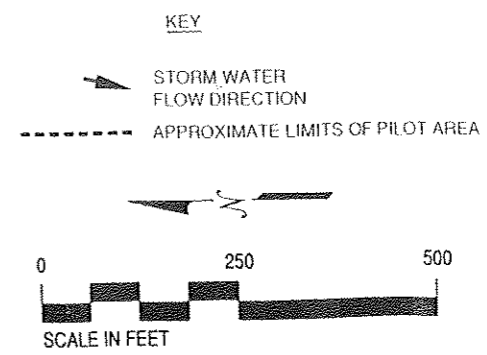 KEY
STORM WATER
FLOW DIRECTION
APPROXIMATE LIMITS OF PILOT AREA
N
0 250 500
SCALE IN FEET